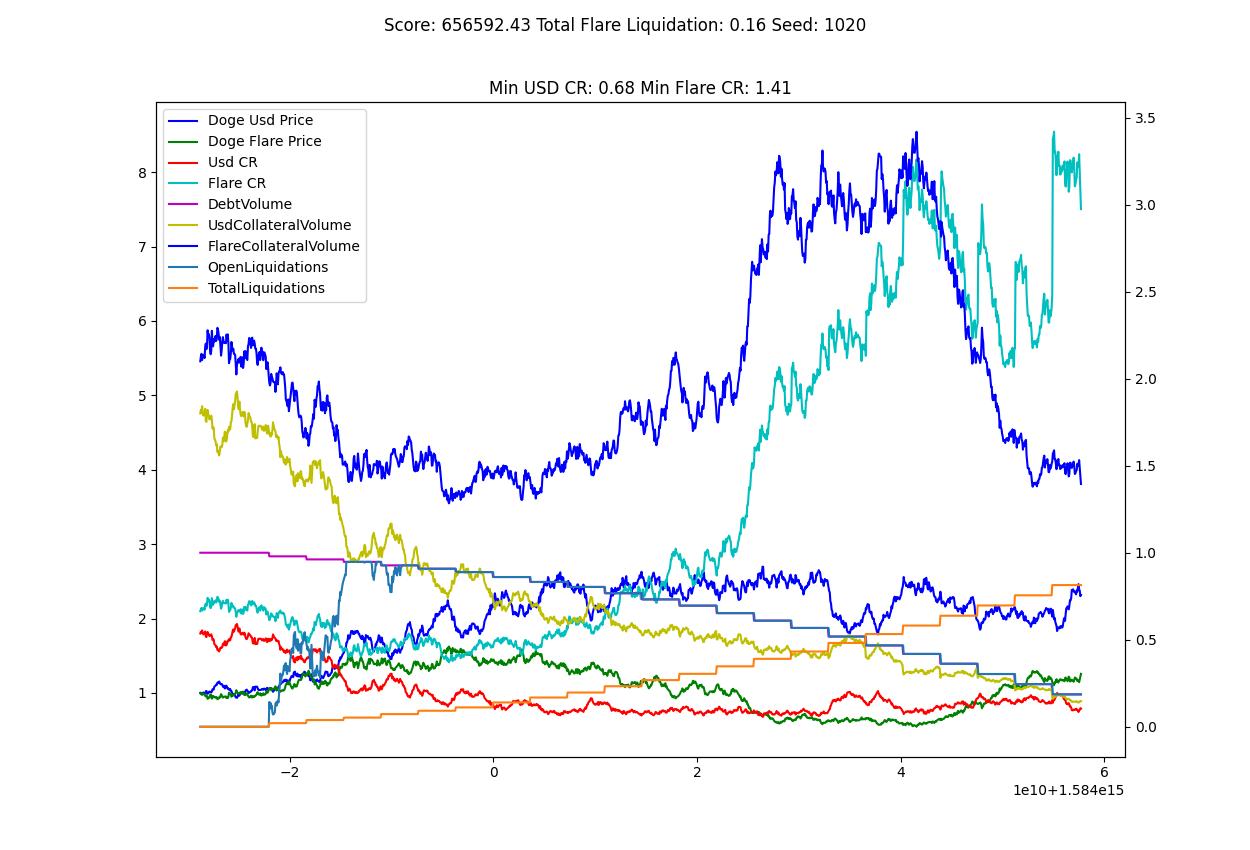 Score: 656592.43 Total Flare Liquidation: 0.16 Seed: 1020
Min USD CR: 0.68 Min Flare CR: 1.41
Doge Usd Price
Doge Flare Price
Usd CR
Flare CR
DebtVolume
UsdCollateralVolume
FlareCollateralVolume
OpenLiquidations
TotalLiquidations
8
7
6
5
4
3
2
1
3.5
3.0
2.5
2.0
1.5
1.0
0.5
0.0
−2 0 2 4 6
1e10+1.584e15